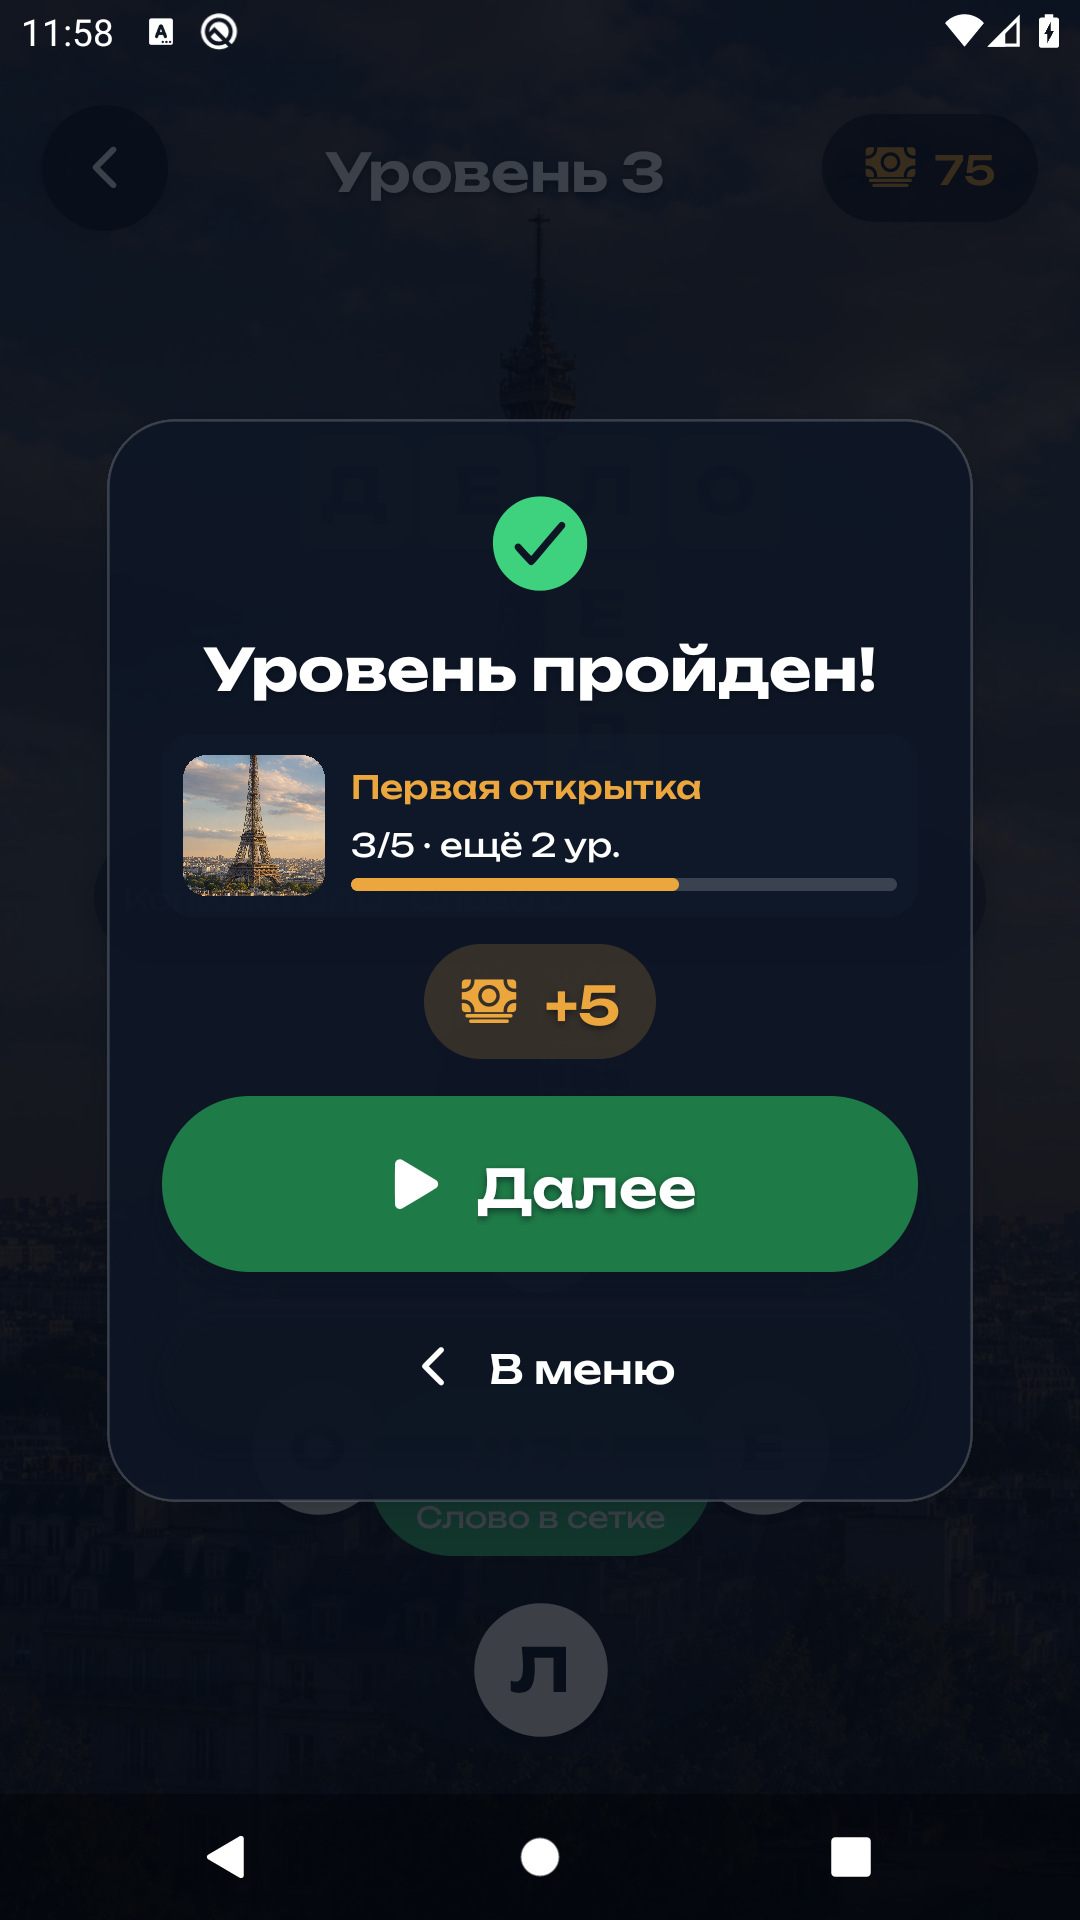 11:58
Уровень 3
75
Уровень пройден!
Первая открытка
3/5 · ещё 2 ур.
+5
Далее
В меню
Слово в сетке
Л